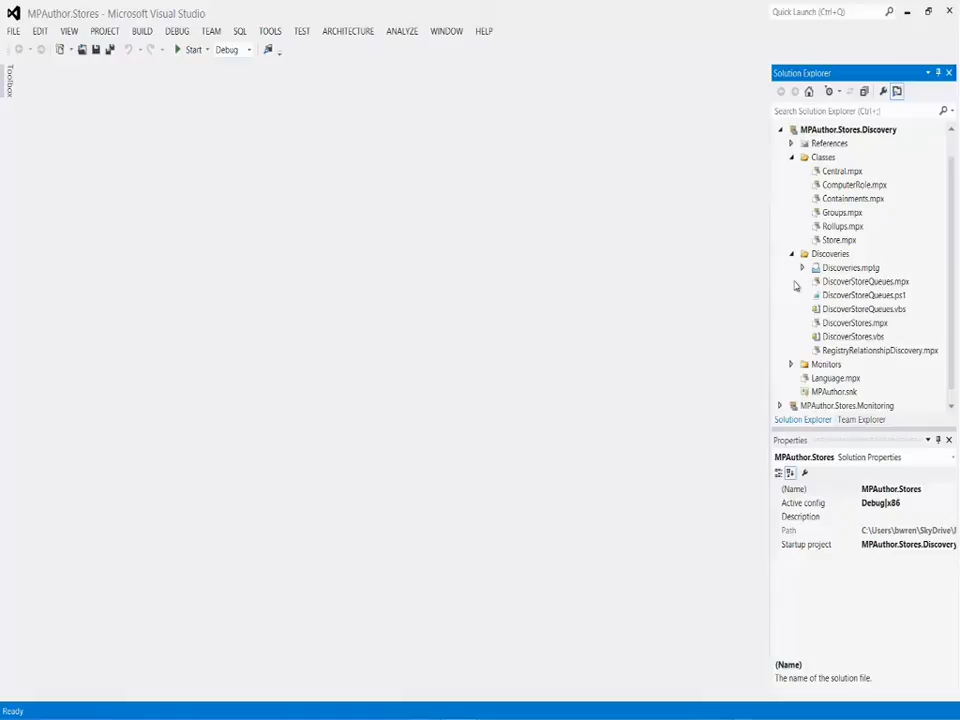 MPAuthor.Stores - Microsoft Visual Studio
Quick Launch (Ctrl+Q)
FILE EDIT VIEW PROJECT BUILD DEBUG TEAM SQL TOOLS TEST ARCHITECTURE ANALYZE WINDOW HELP
Start Debug
Toolbox
Solution Explorer
Search Solution Explorer (Ctrl+;)
MPAuthor.Stores.Discovery
References
Classes
Central.mpx
ComputerRole.mpx
Containments.mpx
Groups.mpx
Rollups.mpx
Store.mpx
Discoveries
Discoveries.mptg
DiscoverStoreQueues.mpx
DiscoverStoreQueues.ps1
DiscoverStoreQueues.vbs
DiscoverStores.mpx
DiscoverStores.vbs
RegistryRelationshipDiscovery.mpx
Monitors
Language.mpx
MPAuthor.snk
MPAuthor.Stores.Monitoring
Solution Explorer Team Explorer
Properties
MPAuthor.Stores Solution Properties
(Name) MPAuthor.Stores
Active config Debug|x86
Description
Path C:\Users\bwren\SkyDrive\
Startup project MPAuthor.Stores.Discovery
(Name)
The name of the solution file.
Ready